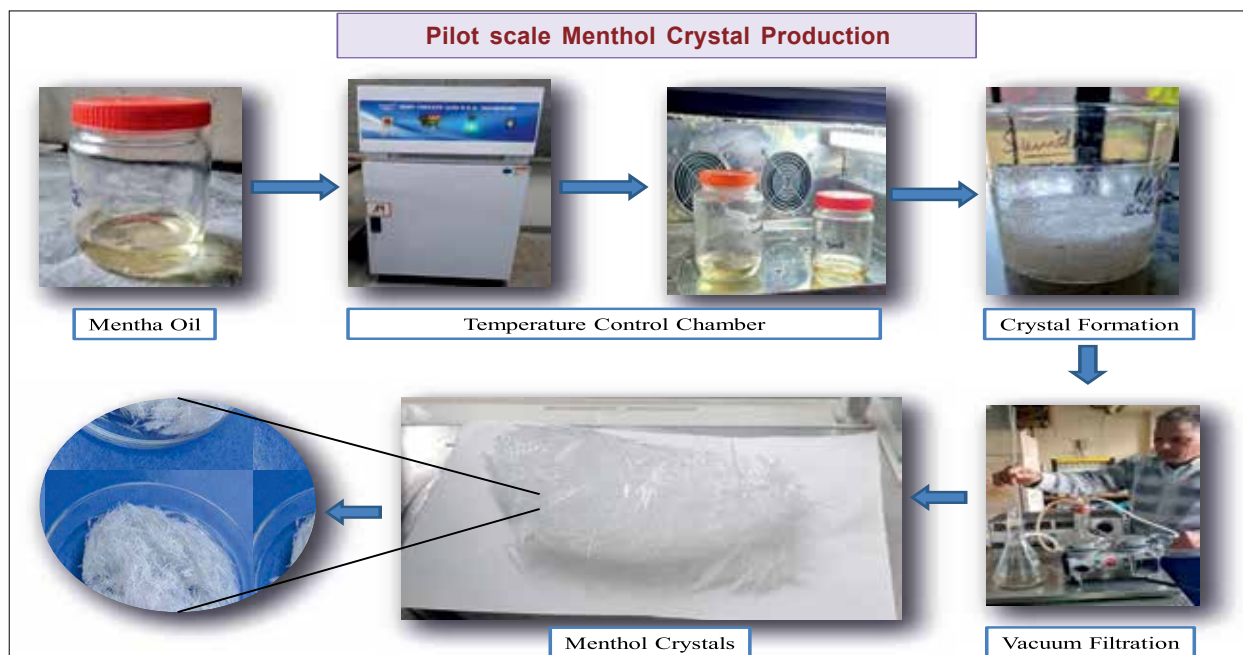 Pilot scale Menthol Crystal Production
Mentha Oil
Temperature Control Chamber
Crystal Formation
Vacuum Filtration
Menthol Crystals